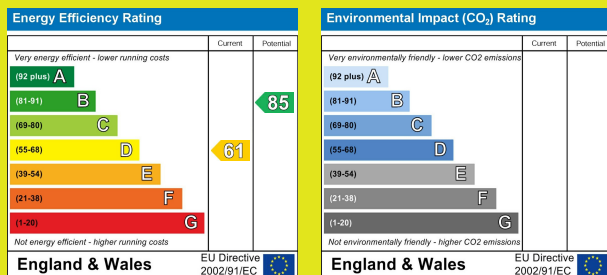 Energy Efficiency Rating
Current Potential
Very energy efficient - lower running costs
(92 plus) A
(81-91) B
85
(69-80) C
(55-68) D
61
(39-54) E
(21-38) F
(1-20) G
Not energy efficient - higher running costs
England & Wales
EU Directive
2002/91/EC
Environmental Impact (CO₂) Rating
Current Potential
Very environmentally friendly - lower CO2 emissions
(92 plus) A
(81-91) B
(69-80) C
(55-68) D
(39-54) E
(21-38) F
(1-20) G
Not environmentally friendly - higher CO2 emissions
England & Wales
EU Directive
2002/91/EC